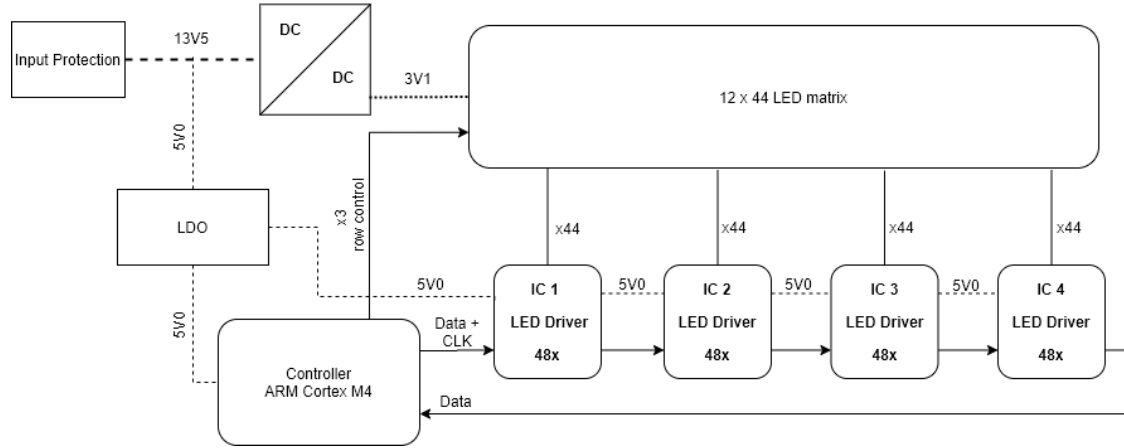 13V5
Input Protection
DC
DC
3V1
12 x 44 LED matrix
5V0
LDO
x3
row control
x44
x44
x44
x44
5V0
5V0
5V0
5V0
5V0
IC 1
LED Driver
48x
IC 2
LED Driver
48x
IC 3
LED Driver
48x
IC 4
LED Driver
48x
Data +
CLK
Controller
ARM Cortex M4
Data